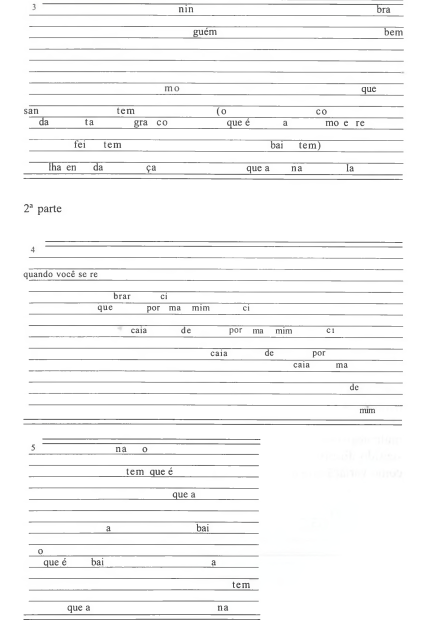 3 nin bra
guém bem
mo que
san tem (o co
da ta gra co que é a mo e re
fei tem bai tem)
lha en da ça que a na la
2ª parte
4
quando você se re
brar ci
que por ma mim ci
caia de por ma mim ci
caia de por
caia ma
de
mim
5 na o
tem que é
que a
a bai
o
que é bai a
tem
que a na